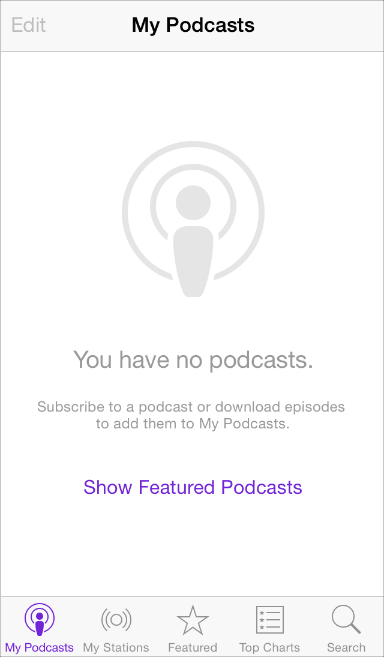 Edit My Podcasts
You have no podcasts.
Subscribe to a podcast or download episodes
to add them to My Podcasts.
Show Featured Podcasts
My Podcasts My Stations Featured Top Charts Search